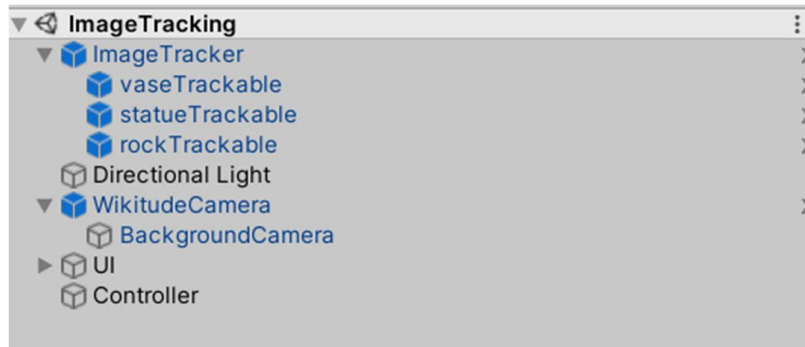 ImageTracking
ImageTracker
vaseTrackable
statueTrackable
rockTrackable
Directional Light
WikitudeCamera
BackgroundCamera
UI
Controller